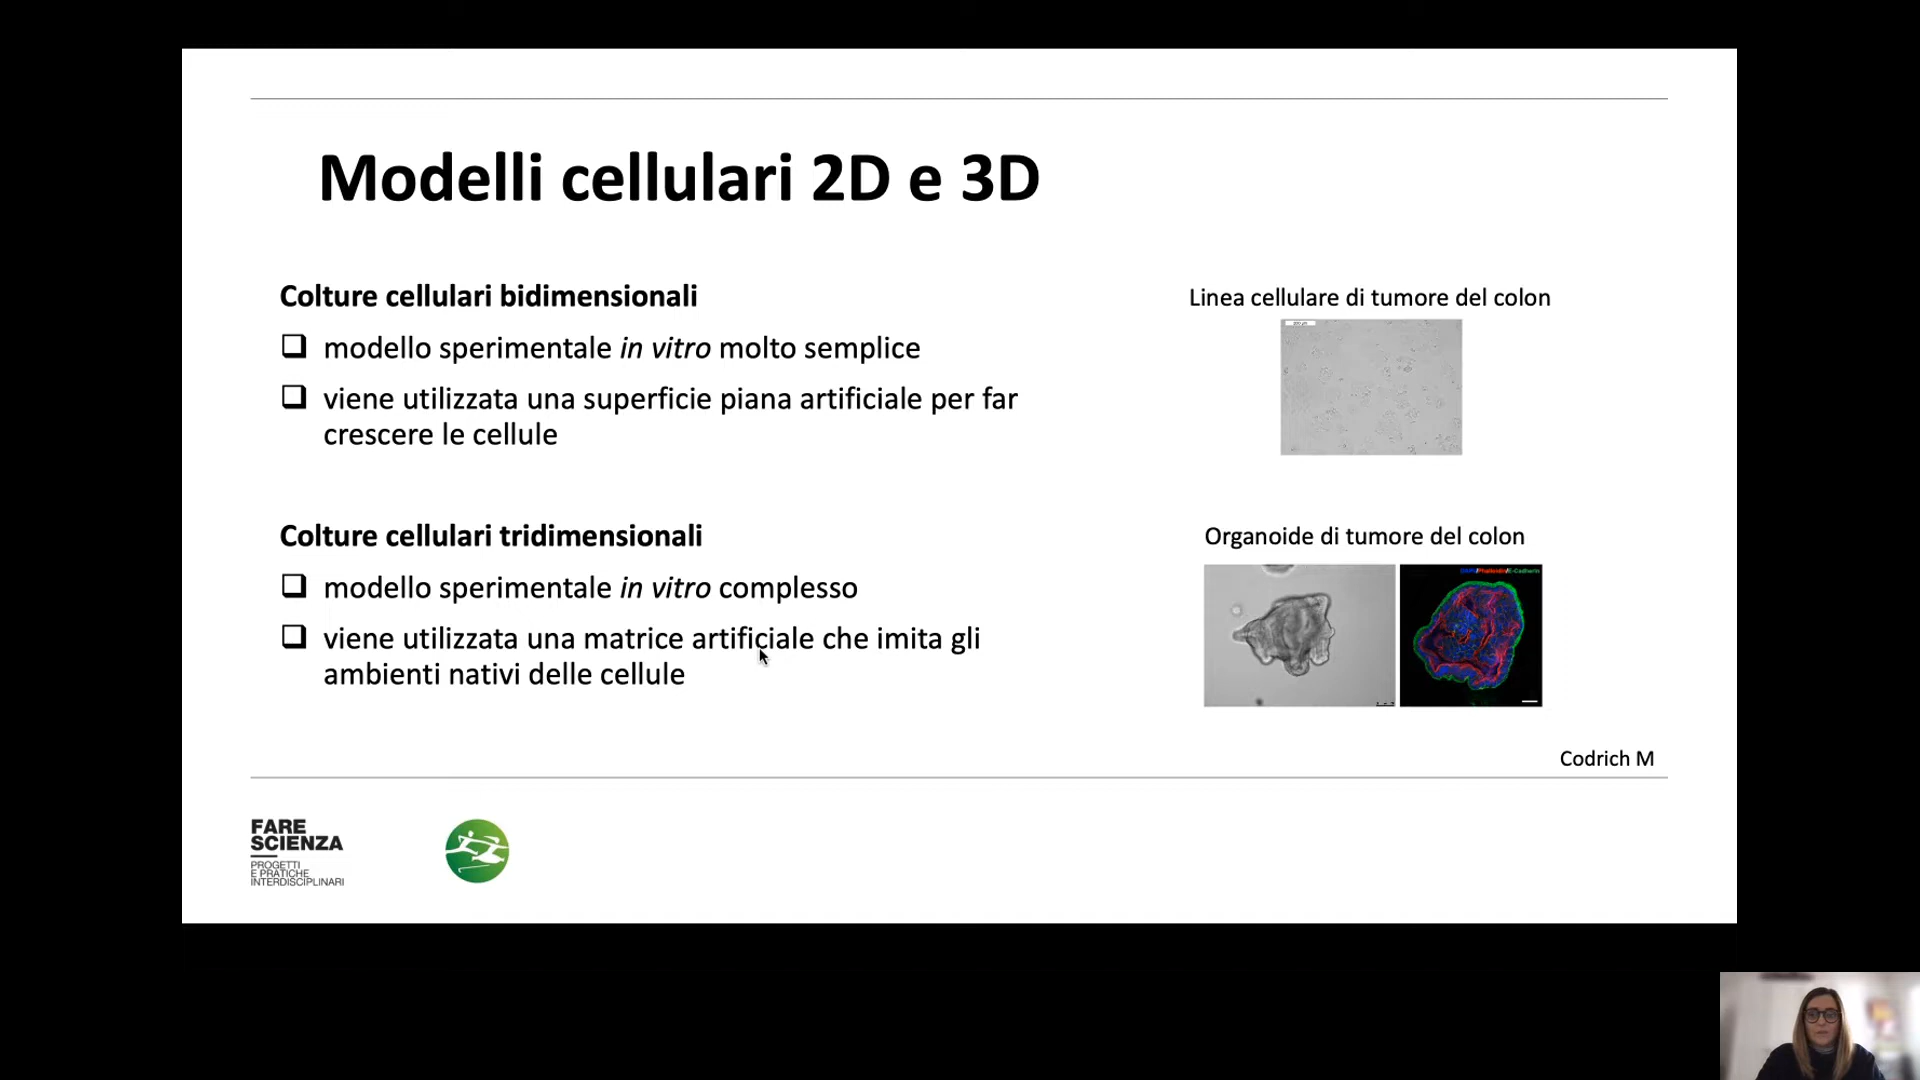 Modelli cellulari 2D e 3D
Colture cellulari bidimensionali
modello sperimentale in vitro molto semplice
viene utilizzata una superficie piana artificiale per far
crescere le cellule
Linea cellulare di tumore del colon
Colture cellulari tridimensionali
modello sperimentale in vitro complesso
viene utilizzata una matrice artificiale che imita gli
ambienti nativi delle cellule
Organoide di tumore del colon
DAPI/Phalloidin/E-Cadherin
Codrich M
FARE
SCIENZA
PROGETTI
E PRATICHE
INTERDISCIPLINARI